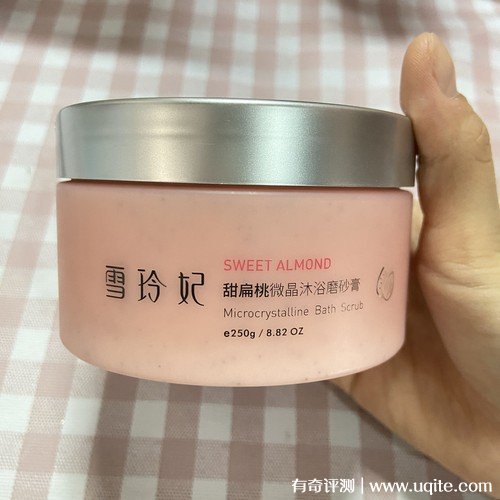 雪玲妃
SWEET ALMOND
甜扁桃微晶沐浴磨砂膏
Microcrystalline Bath Scrub
e250g / 8.82 OZ
有奇评测 | www.uqite.com